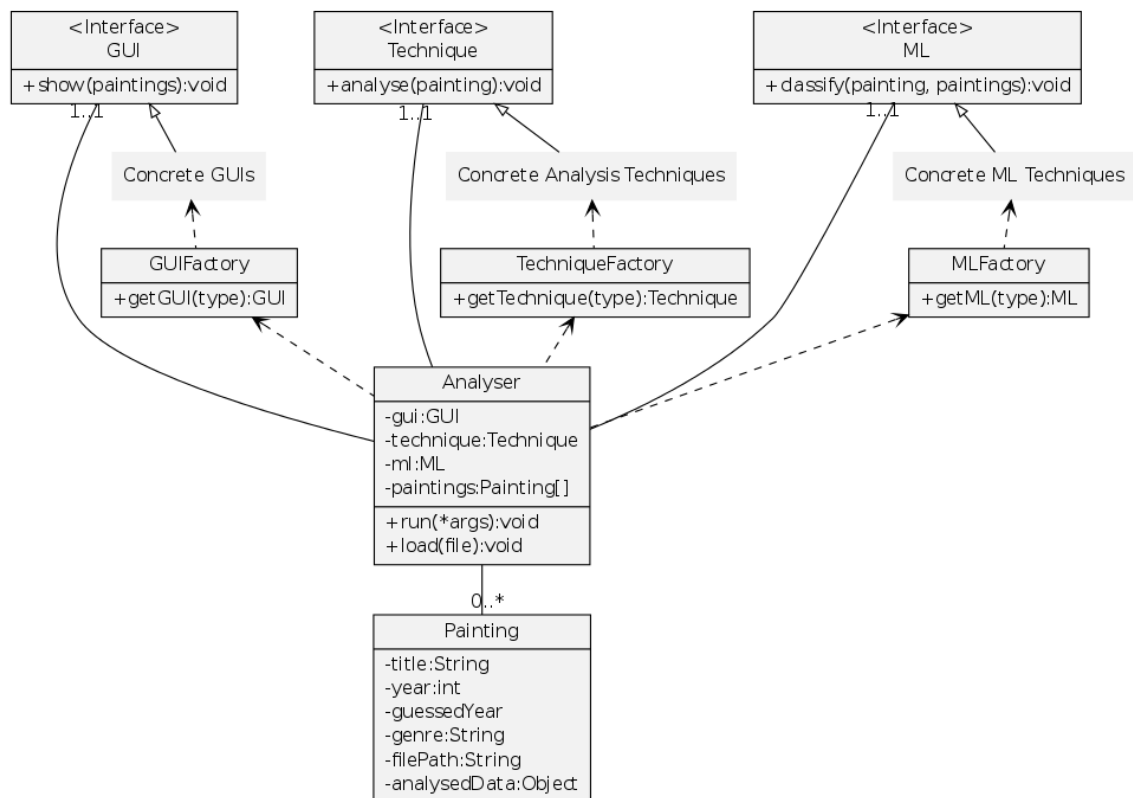 <Interface>
GUI
+show(paintings):void
<Interface>
Technique
+analyse(painting):void
<Interface>
ML
+classify(painting, paintings):void
1..1
1..1
1..1
Concrete GUIs
Concrete Analysis Techniques
Concrete ML Techniques
GUIFactory
+getGUI(type):GUI
TechniqueFactory
+getTechnique(type):Technique
MLFactory
+getML(type):ML
Analyser
-gui:GUI
-technique:Technique
-ml:ML
-paintings:Painting[]
+run(*args):void
+load(file):void
0..*
Painting
-title:String
-year:int
-guessedYear
-genre:String
-filePath:String
-analysedData:Object